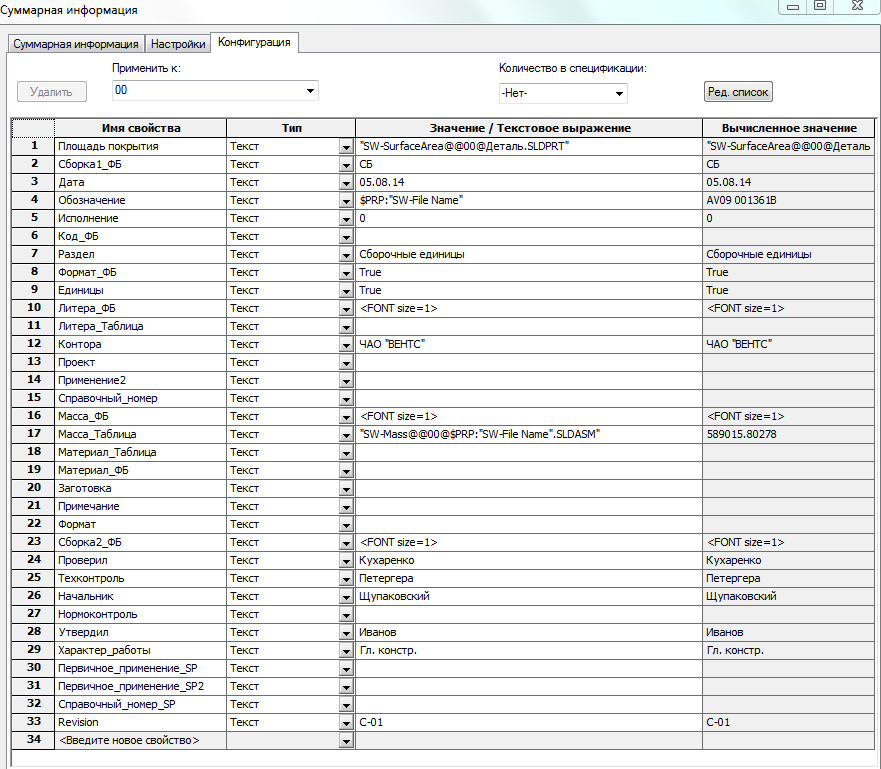 Суммарная информация
Суммарная информация Настройки Конфигурация
Применить к: Количество в спецификации:
Удалить 00 -Нет- Ред. список
Имя свойства Тип Значение / Текстовое выражение Вычисленное значение
1 Площадь покрытия Текст "SW-SurfaceArea@@00@Деталь.SLDPRT" "SW-SurfaceArea@@00@Деталь
2 Сборка1_ФБ Текст СБ СБ
3 Дата Текст 05.08.14 05.08.14
4 Обозначение Текст $PRP:"SW-File Name" AV09 001361B
5 Исполнение Текст 0 0
6 Код_ФБ Текст
7 Раздел Текст Сборочные единицы Сборочные единицы
8 Формат_ФБ Текст True True
9 Единицы Текст True True
10 Литера_ФБ Текст <FONT size=1> <FONT size=1>
11 Литера_Таблица Текст
12 Контора Текст ЧАО "ВЕНТС" ЧАО "ВЕНТС"
13 Проект Текст
14 Применение2 Текст
15 Справочный_номер Текст
16 Масса_ФБ Текст <FONT size=1> <FONT size=1>
17 Масса_Таблица Текст "SW-Mass@@00@$PRP:"SW-File Name".SLDASM" 589015.80278
18 Материал_Таблица Текст
19 Материал_ФБ Текст
20 Заготовка Текст
21 Примечание Текст
22 Формат Текст
23 Сборка2_ФБ Текст <FONT size=1> <FONT size=1>
24 Проверил Текст Кухаренко Кухаренко
25 Техконтроль Текст Петергера Петергера
26 Начальник Текст Щупаковский Щупаковский
27 Нормоконтроль Текст
28 Утвердил Текст Иванов Иванов
29 Характер_работы Текст Гл. констр. Гл. констр.
30 Первичное_применение_SP Текст
31 Первичное_применение_SP2 Текст
32 Справочный_номер_SP Текст
33 Revision Текст C-01 C-01
34 <Введите новое свойство>